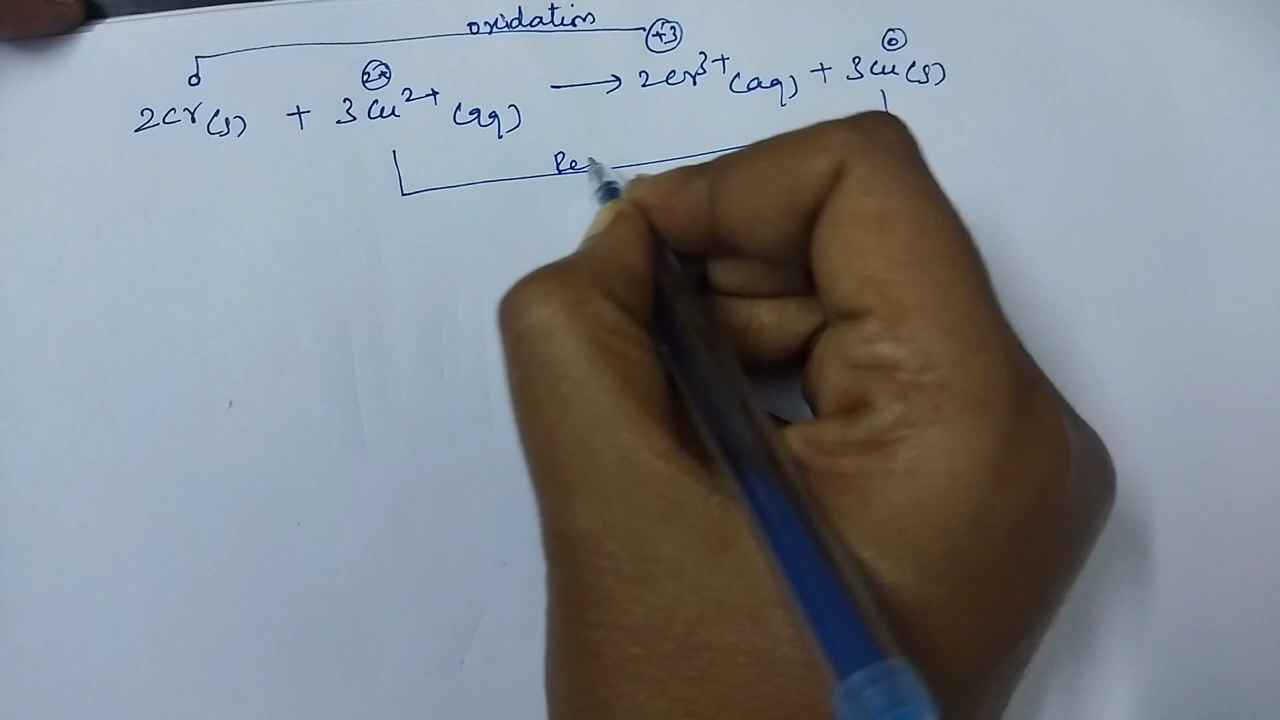 oxidation
+3
0 2+ 0
2Cr(s) + 3Cu2+ (aq) ⟶ 2Cr3+ (aq) + 3Cu(s)
Re